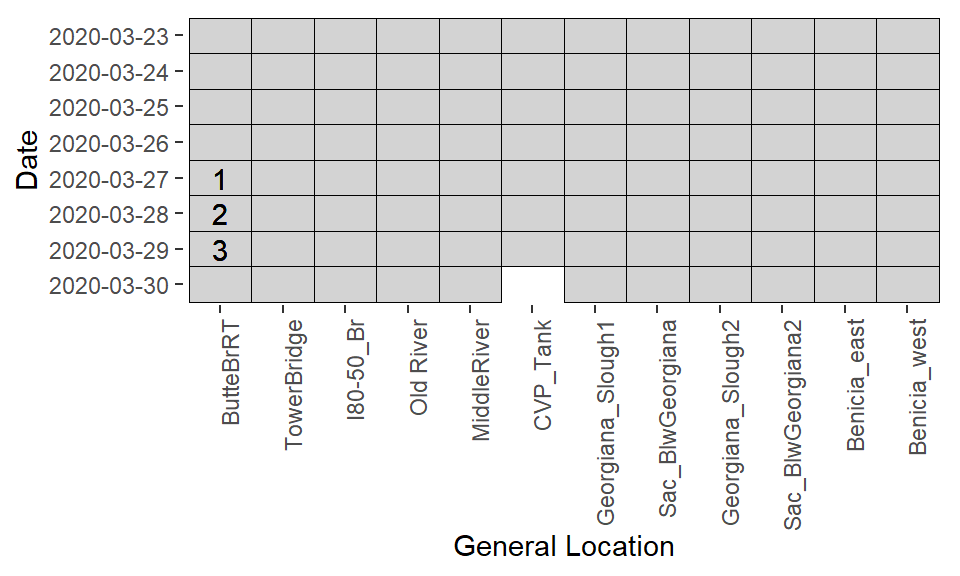 Date
2020-03-23
2020-03-24
2020-03-25
2020-03-26
2020-03-27 1
2020-03-28 2
2020-03-29 3
2020-03-30
ButteBrRT
TowerBridge
I80-50_Br
Old River
MiddleRiver
CVP_Tank
Georgiana_Slough1
Sac_BlwGeorgiana
Georgiana_Slough2
Sac_BlwGeorgiana2
Benicia_east
Benicia_west
General Location